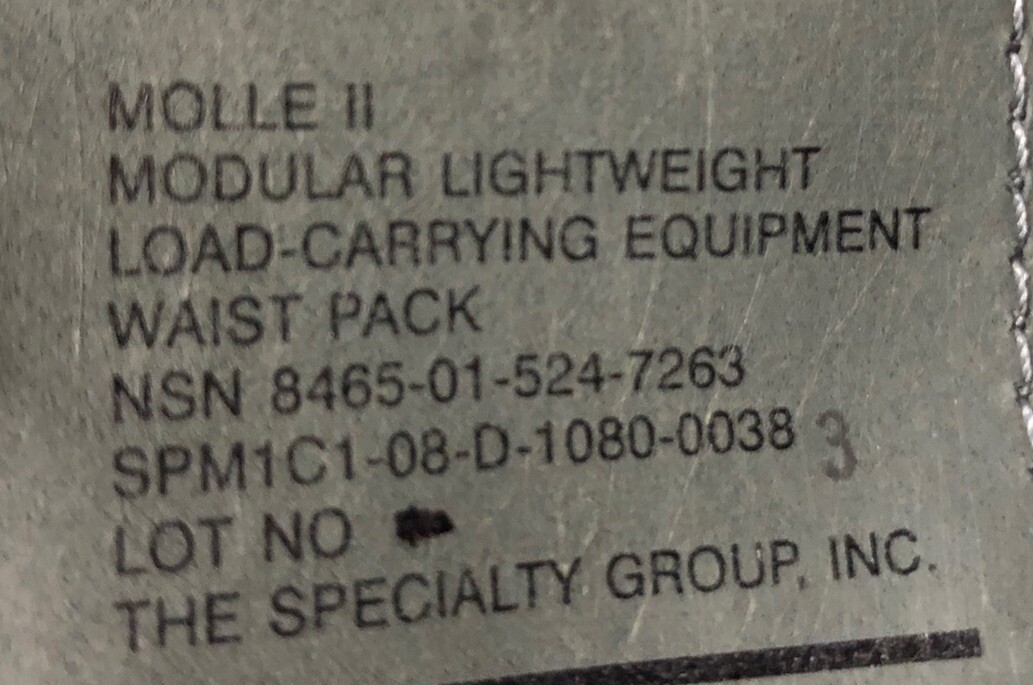 MOLLE II
MODULAR LIGHTWEIGHT
LOAD-CARRYING EQUIPMENT
WAIST PACK
NSN 8465-01-524-7263
SPM1C1-08-D-1080-0038 3
LOT NO
THE SPECIALTY GROUP, INC.